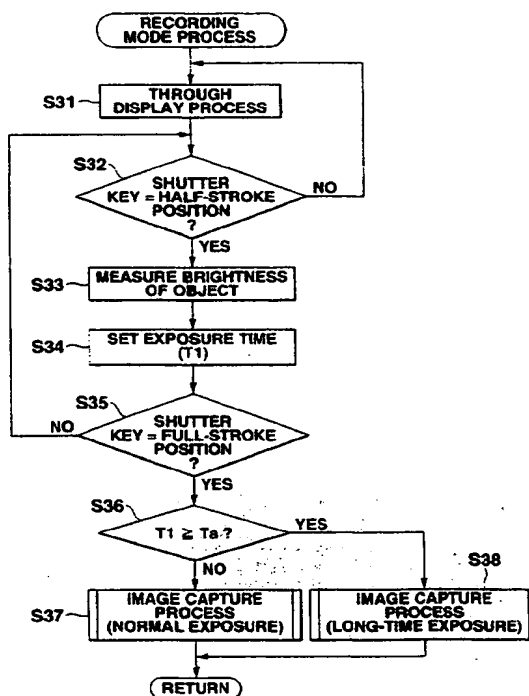 RECORDING
MODE PROCESS
S31
THROUGH
DISPLAY PROCESS
S32
SHUTTER
KEY = HALF-STROKE
POSITION
?
NO
YES
S33
MEASURE BRIGHTNESS
OF OBJECT
S34
SET EXPOSURE TIME
(T1)
S35
SHUTTER
KEY = FULL-STROKE
POSITION
?
NO
YES
S36
T1 ≧ Ta ?
YES
NO
S37
IMAGE CAPTURE
PROCESS
(NORMAL EXPOSURE)
S38
IMAGE CAPTURE
PROCESS
(LONG-TIME EXPOSURE)
RETURN